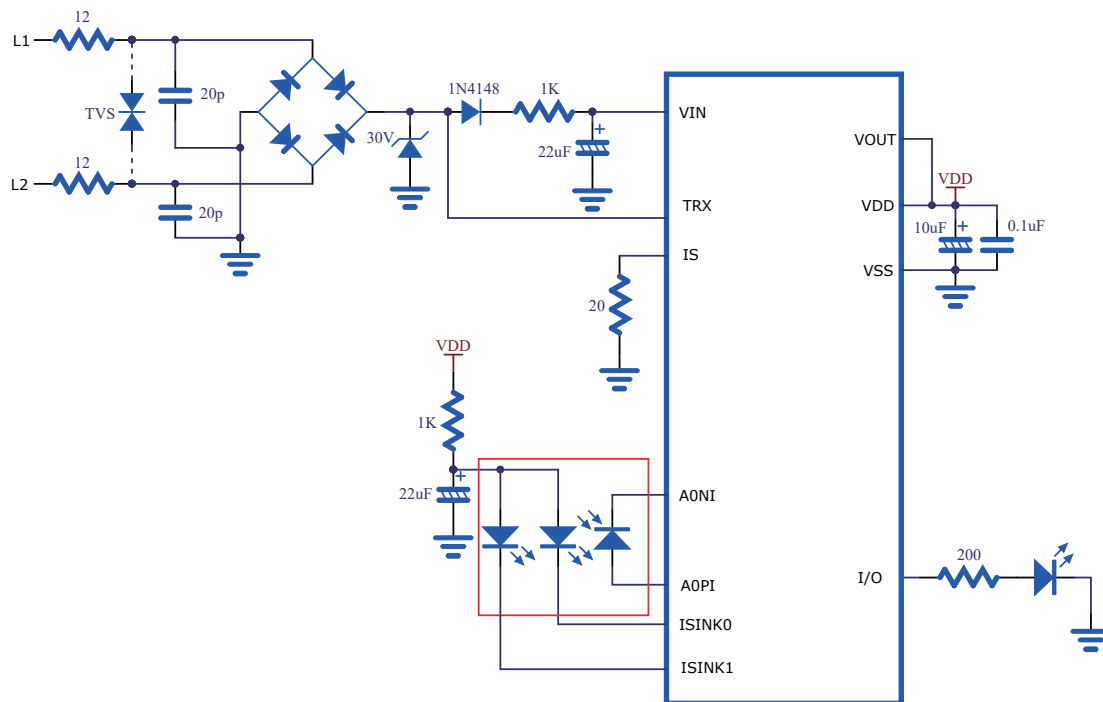 12
L1
TVS
20p
12
L2
20p
30V
1N4148
1K
22uF
+
VIN
TRX
IS
20
VOUT
VDD
VDD
10uF
+
0.1uF
VSS
VDD
1K
22uF
+
A0NI
A0PI
ISINK0
ISINK1
I/O
200